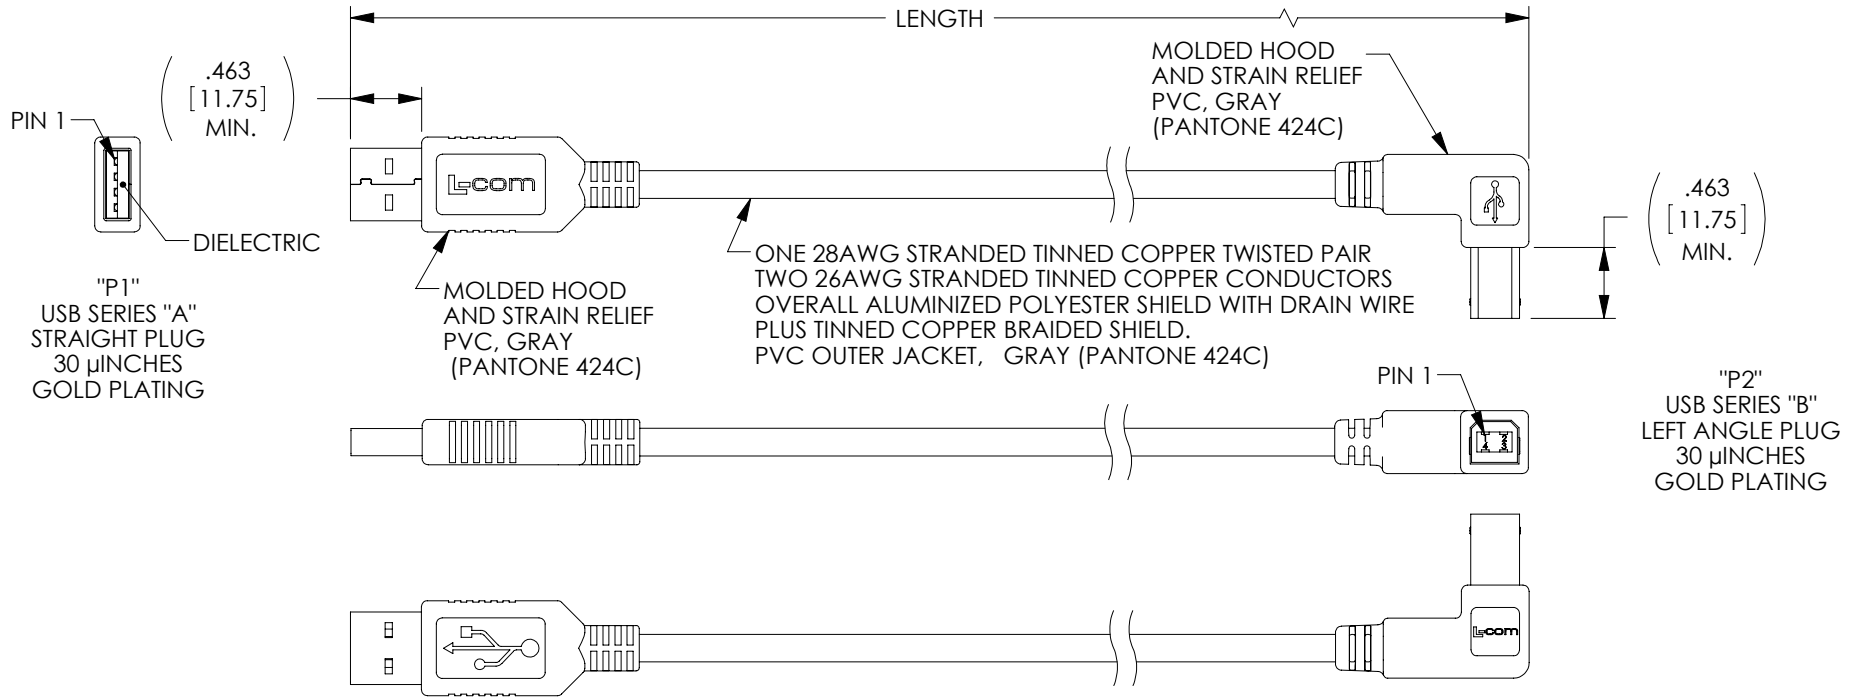 LENGTH
.463
[11.75]
MIN.
PIN 1
DIELECTRIC
"P1"
USB SERIES "A"
STRAIGHT PLUG
30 µINCHES
GOLD PLATING
L-com
MOLDED HOOD
AND STRAIN RELIEF
PVC, GRAY
(PANTONE 424C)
ONE 28AWG STRANDED TINNED COPPER TWISTED PAIR
TWO 26AWG STRANDED TINNED COPPER CONDUCTORS
OVERALL ALUMINIZED POLYESTER SHIELD WITH DRAIN WIRE
PLUS TINNED COPPER BRAIDED SHIELD.
PVC OUTER JACKET, GRAY (PANTONE 424C)
MOLDED HOOD
AND STRAIN RELIEF
PVC, GRAY
(PANTONE 424C)
.463
[11.75]
MIN.
PIN 1
"P2"
USB SERIES "B"
LEFT ANGLE PLUG
30 µINCHES
GOLD PLATING
L-com